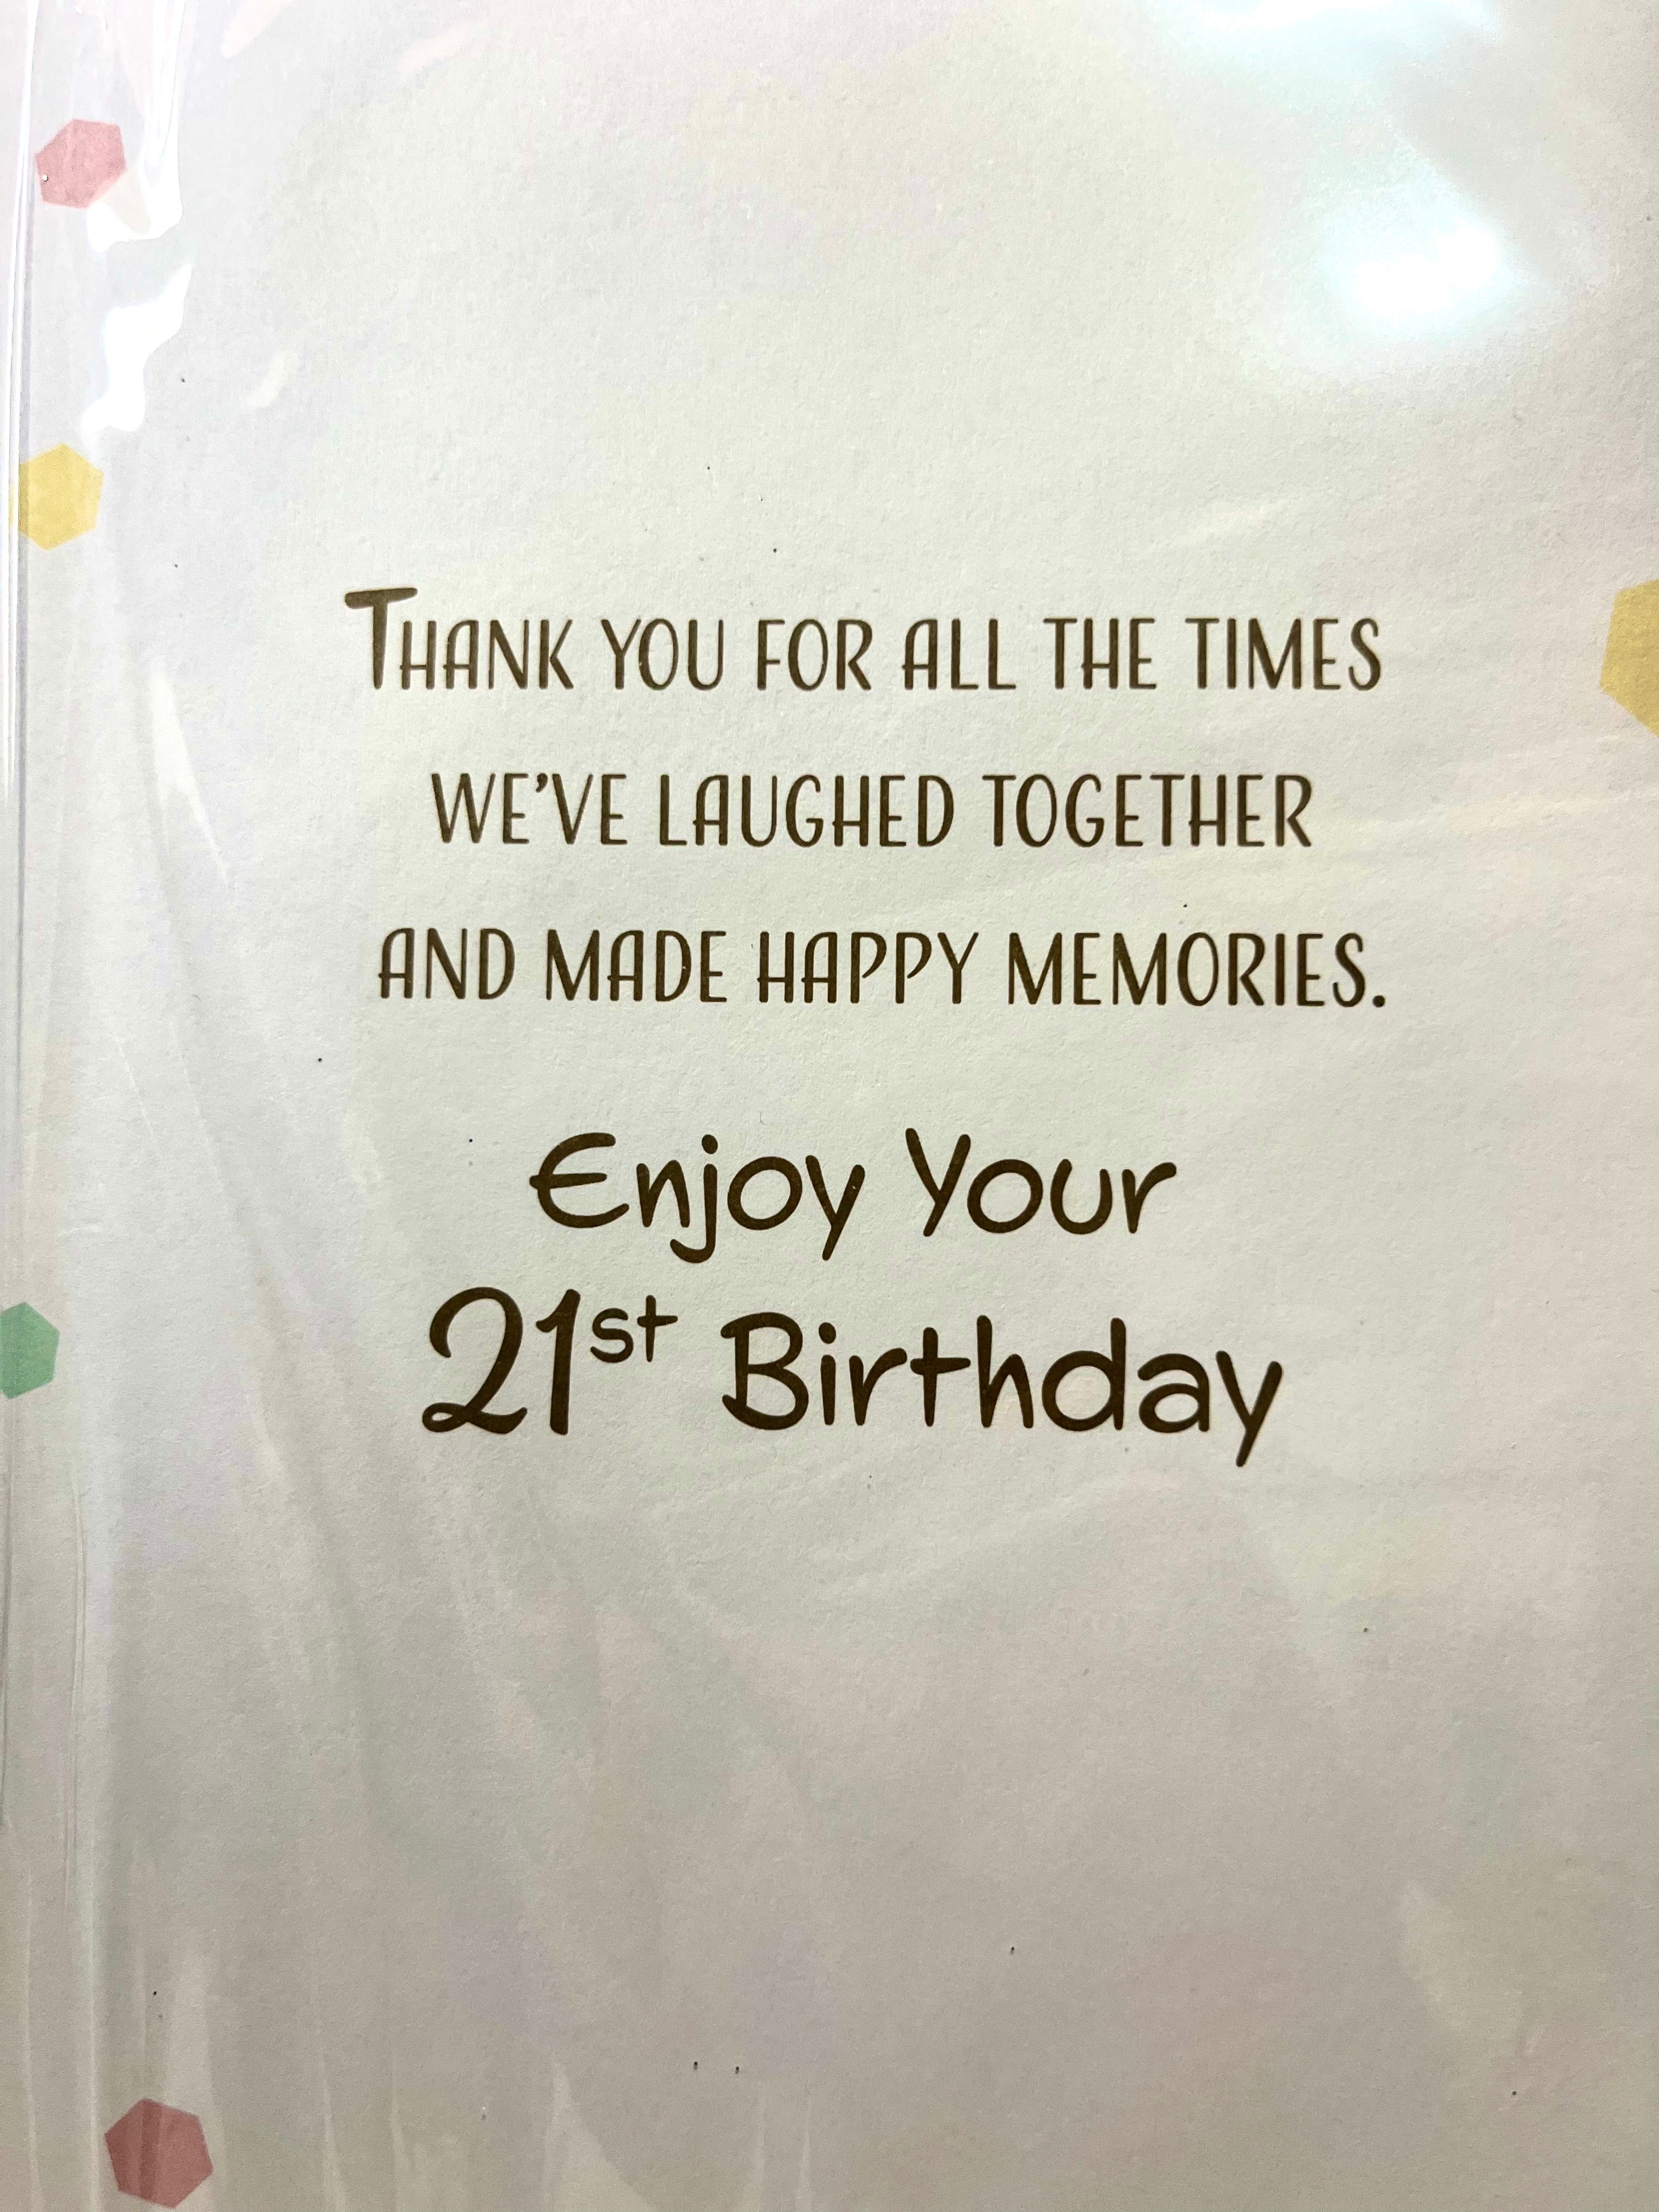 THANK YOU FOR ALL THE TIMES
WE'VE LAUGHED TOGETHER
AND MADE HAPPY MEMORIES.
Enjoy Your
21st Birthday